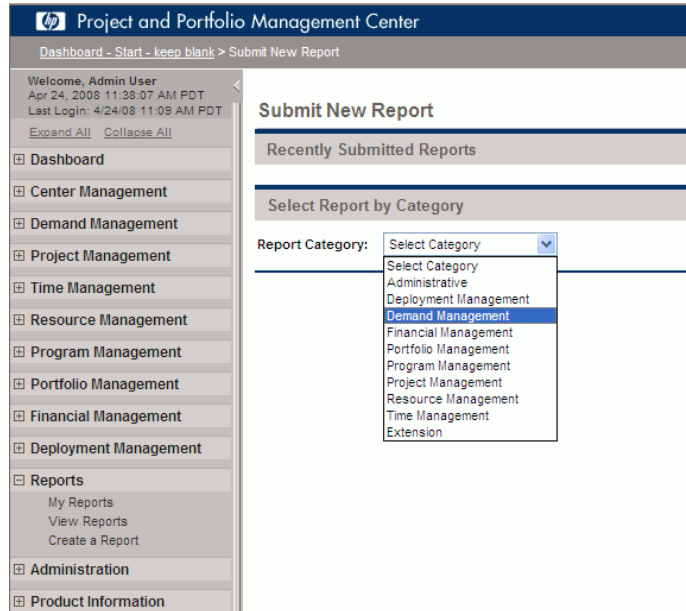 hp Project and Portfolio Management Center
Dashboard - Start - keep blank > Submit New Report
Welcome, Admin User
Apr 24, 2008 11:38:07 AM PDT
Last Login: 4/24/08 11:09 AM PDT
Expand All Collapse All
Dashboard
Center Management
Demand Management
Project Management
Time Management
Resource Management
Program Management
Portfolio Management
Financial Management
Deployment Management
Reports
My Reports
View Reports
Create a Report
Administration
Product Information
Submit New Report
Recently Submitted Reports
Select Report by Category
Report Category: Select Category
Select Category
Administrative
Deployment Management
Demand Management
Financial Management
Portfolio Management
Program Management
Project Management
Resource Management
Time Management
Extension